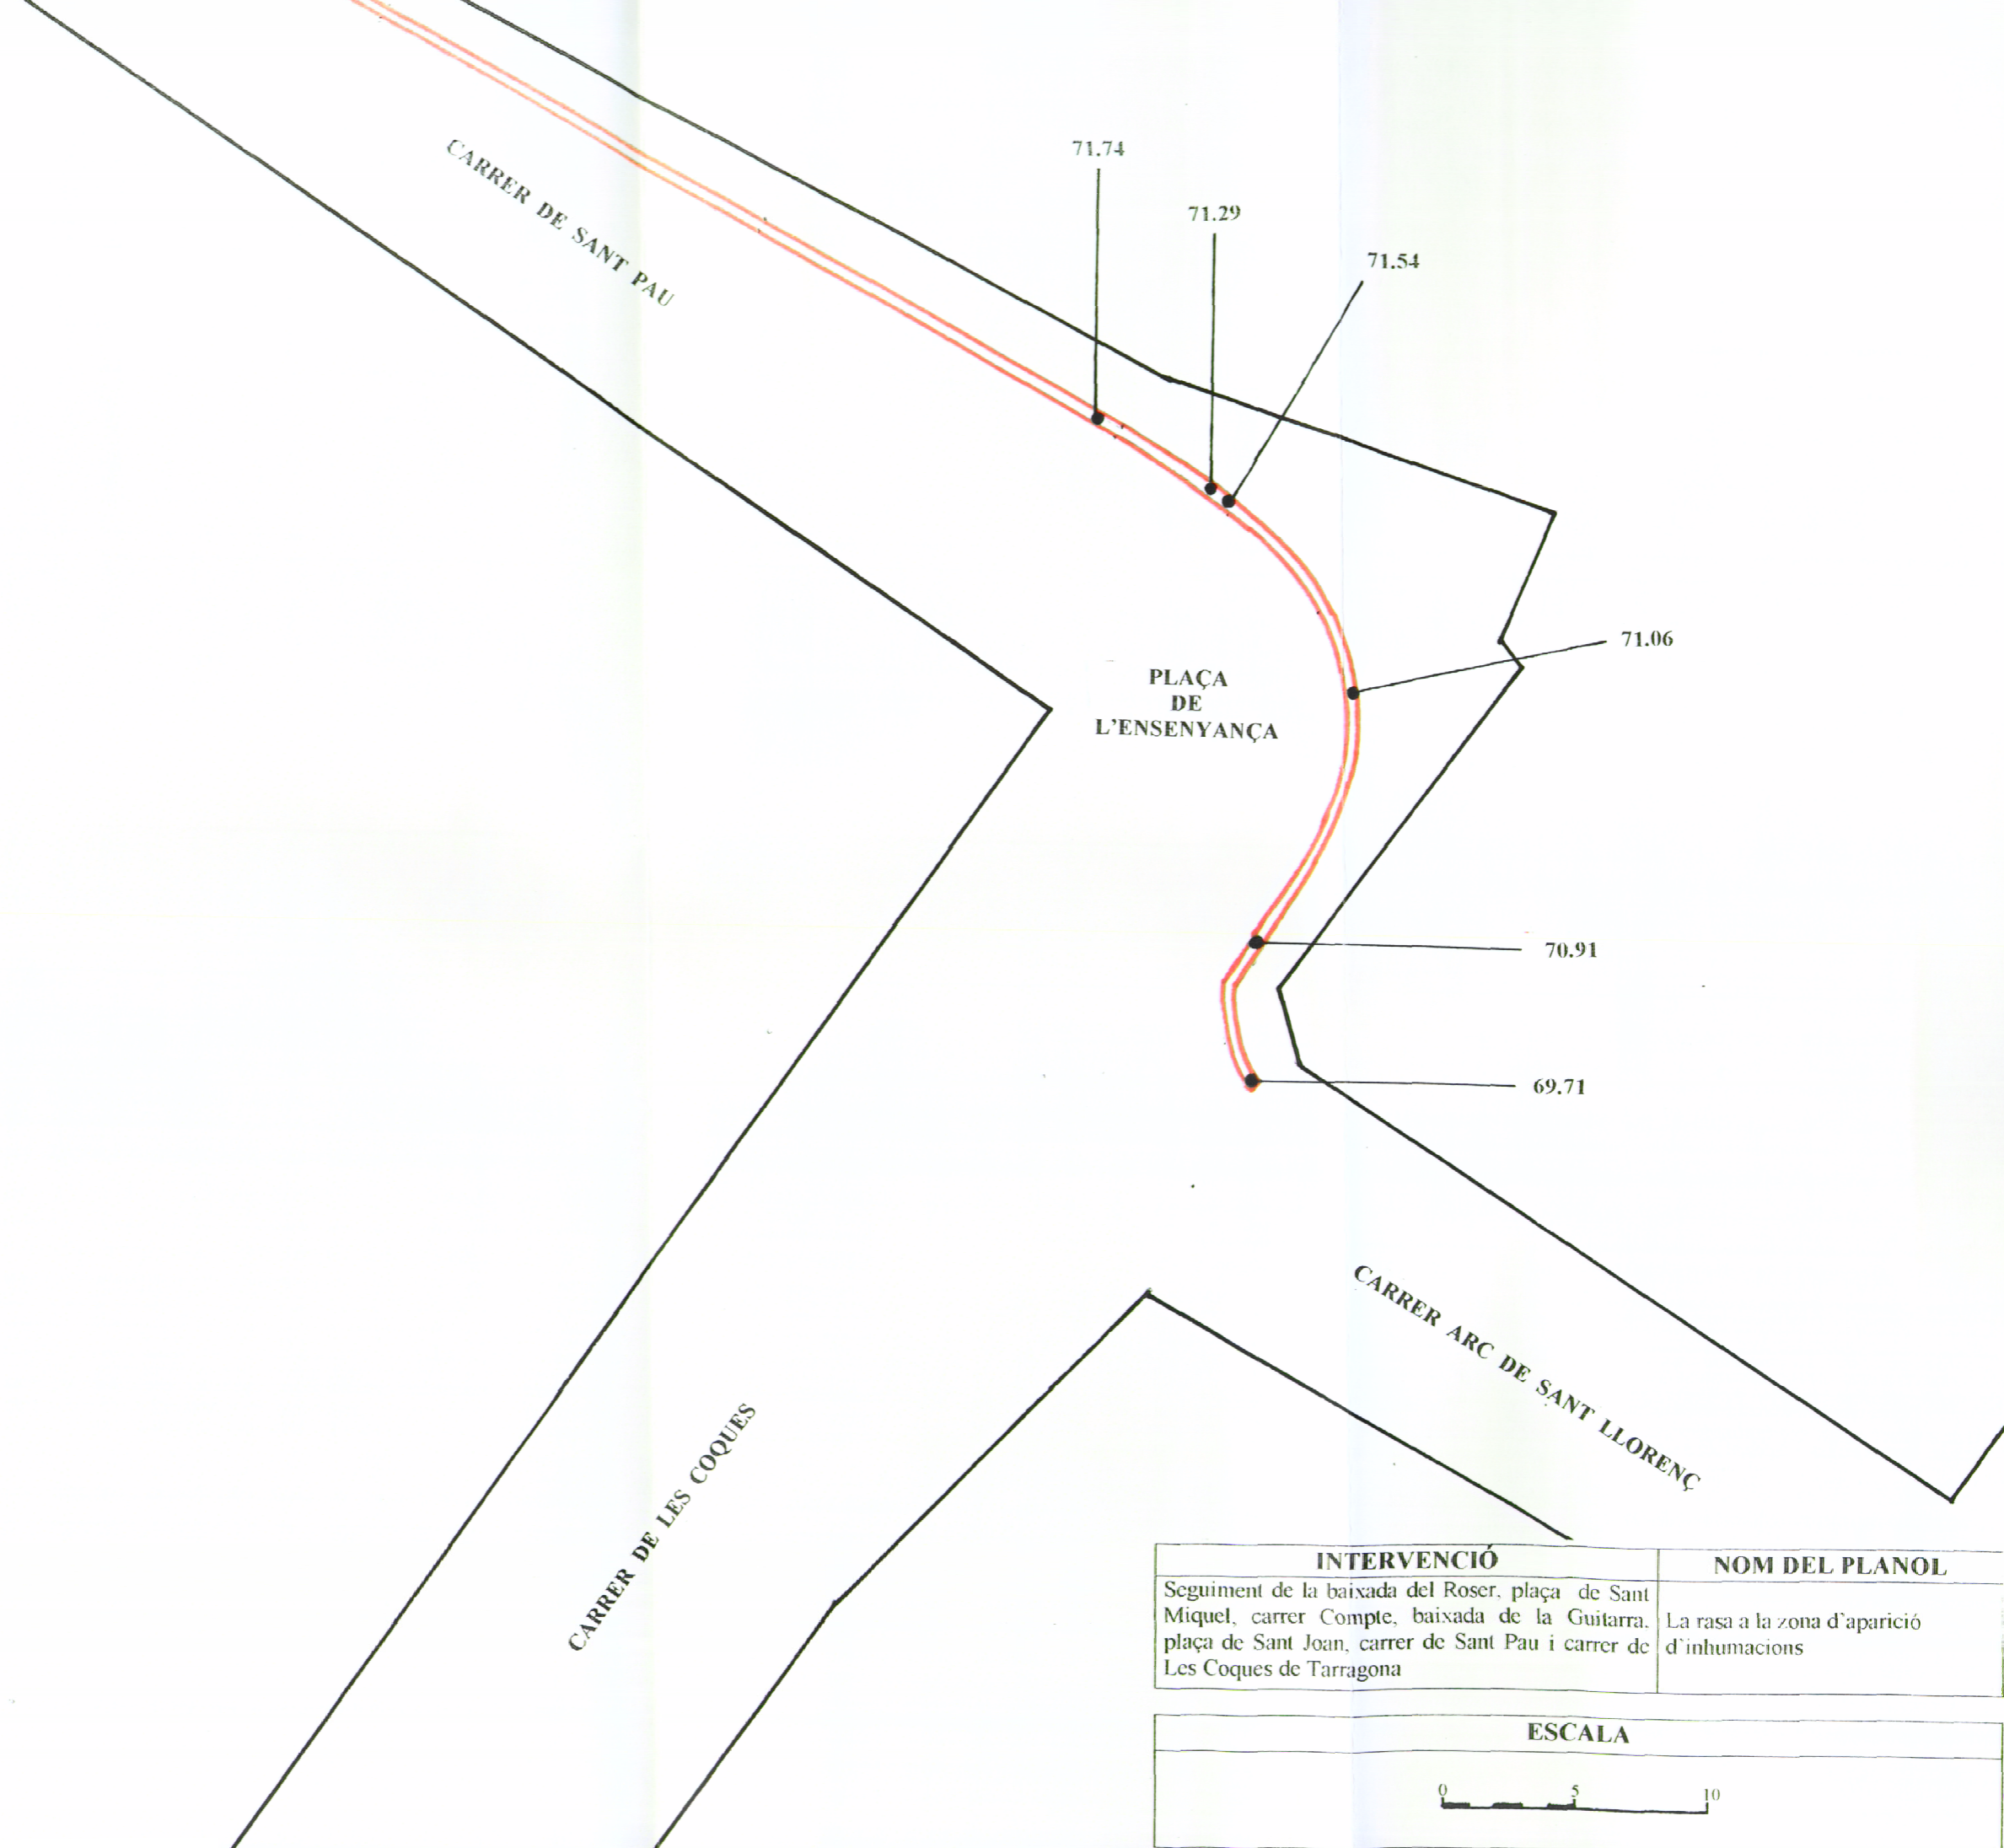 CARRER DE SANT PAU
71.74
71.29
71.54
71.06
PLAÇA
DE
L'ENSENYANÇA
70.91
69.71
CARRER ARC DE SANT LLORENÇ
CARRER DE LES COQUES
INTERVENCIÓ
Seguiment de la baixada del Roser, plaça de Sant
Miquel, carrer Compte, baixada de la Guitarra,
plaça de Sant Joan, carrer de Sant Pau i carrer de
Les Coques de Tarragona
NOM DEL PLANOL
La rasa a la zona d'aparició
d'inhumacions
ESCALA
0 5 10